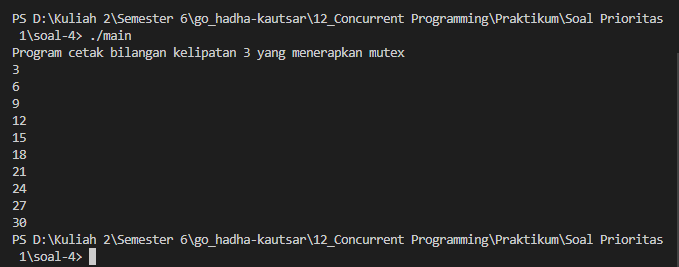 PS D:\Kuliah 2\Semester 6\go_hadha-kautsar\12_Concurrent Programming\Praktikum\Soal Prioritas
1\soal-4> ./main
Program cetak bilangan kelipatan 3 yang menerapkan mutex
3
6
9
12
15
18
21
24
27
30
PS D:\Kuliah 2\Semester 6\go_hadha-kautsar\12_Concurrent Programming\Praktikum\Soal Prioritas
1\soal-4>